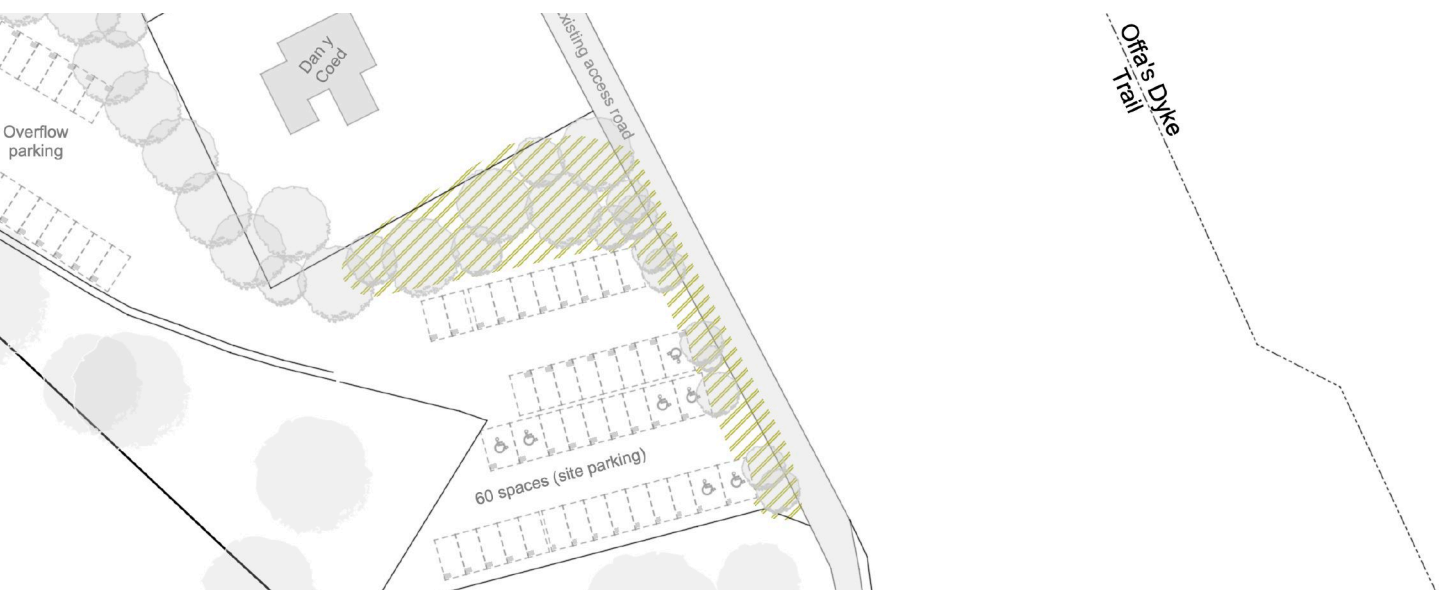 Dan y
Coed
xisting access road
Offa's Dyke
Trail
Overflow
parking
60 spaces (site parking)